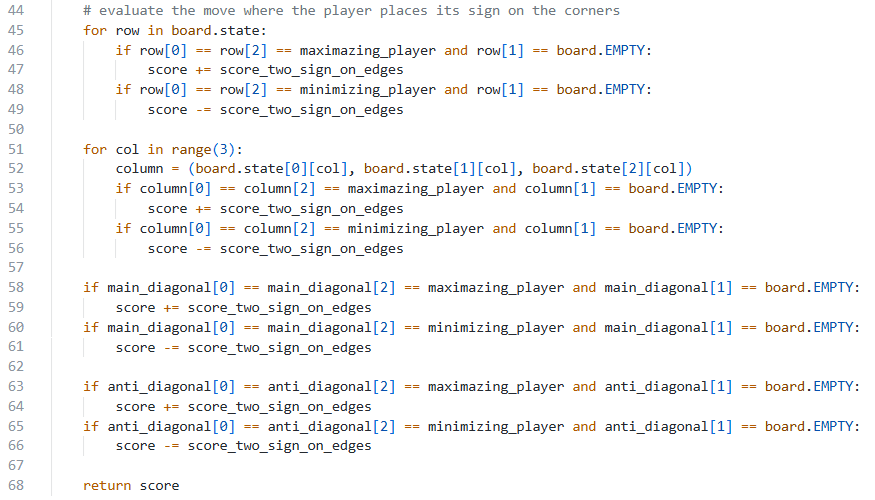 44 # evaluate the move where the player places its sign on the corners
45 for row in board.state:
46 if row[0] == row[2] == maximazing_player and row[1] == board.EMPTY:
47 score += score_two_sign_on_edges
48 if row[0] == row[2] == minimizing_player and row[1] == board.EMPTY:
49 score -= score_two_sign_on_edges
50
51 for col in range(3):
52 column = (board.state[0][col], board.state[1][col], board.state[2][col])
53 if column[0] == column[2] == maximazing_player and column[1] == board.EMPTY:
54 score += score_two_sign_on_edges
55 if column[0] == column[2] == minimizing_player and column[1] == board.EMPTY:
56 score -= score_two_sign_on_edges
57
58 if main_diagonal[0] == main_diagonal[2] == maximazing_player and main_diagonal[1] == board.EMPTY:
59 score += score_two_sign_on_edges
60 if main_diagonal[0] == main_diagonal[2] == minimizing_player and main_diagonal[1] == board.EMPTY:
61 score -= score_two_sign_on_edges
62
63 if anti_diagonal[0] == anti_diagonal[2] == maximazing_player and anti_diagonal[1] == board.EMPTY:
64 score += score_two_sign_on_edges
65 if anti_diagonal[0] == anti_diagonal[2] == minimizing_player and anti_diagonal[1] == board.EMPTY:
66 score -= score_two_sign_on_edges
67
68 return score